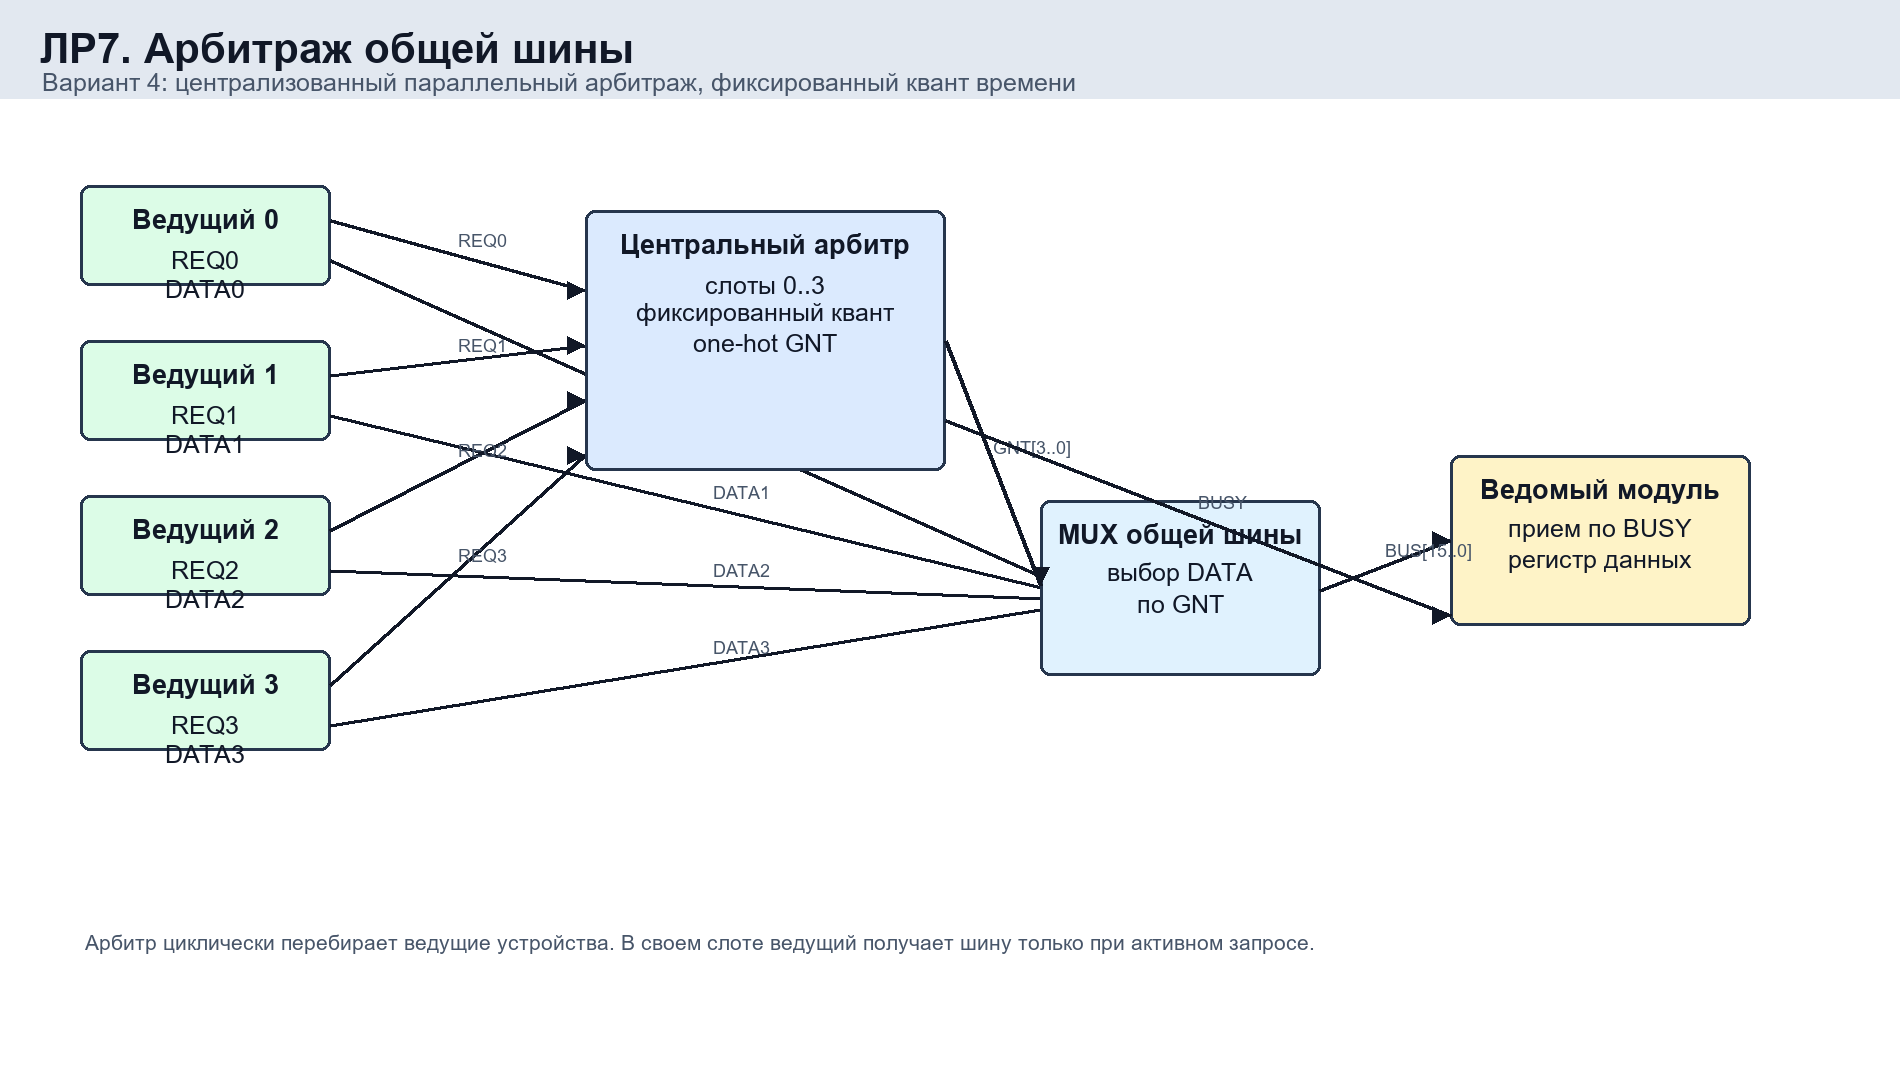 ЛР7. Арбитраж общей шины
Вариант 4: централизованный параллельный арбитраж, фиксированный квант времени
Ведущий 0
REQ0
DATA0
Ведущий 1
REQ1
DATA1
Ведущий 2
REQ2
DATA2
Ведущий 3
REQ3
DATA3
REQ0
REQ1
REQ2
REQ3
Центральный арбитр
слоты 0..3
фиксированный квант
one-hot GNT
DATA1
DATA2
DATA3
GNT[3..0]
BUSY
MUX общей шины
выбор DATA
по GNT
BUS[15..0]
Ведомый модуль
прием по BUSY
регистр данных
Арбитр циклически перебирает ведущие устройства. В своем слоте ведущий получает шину только при активном запросе.